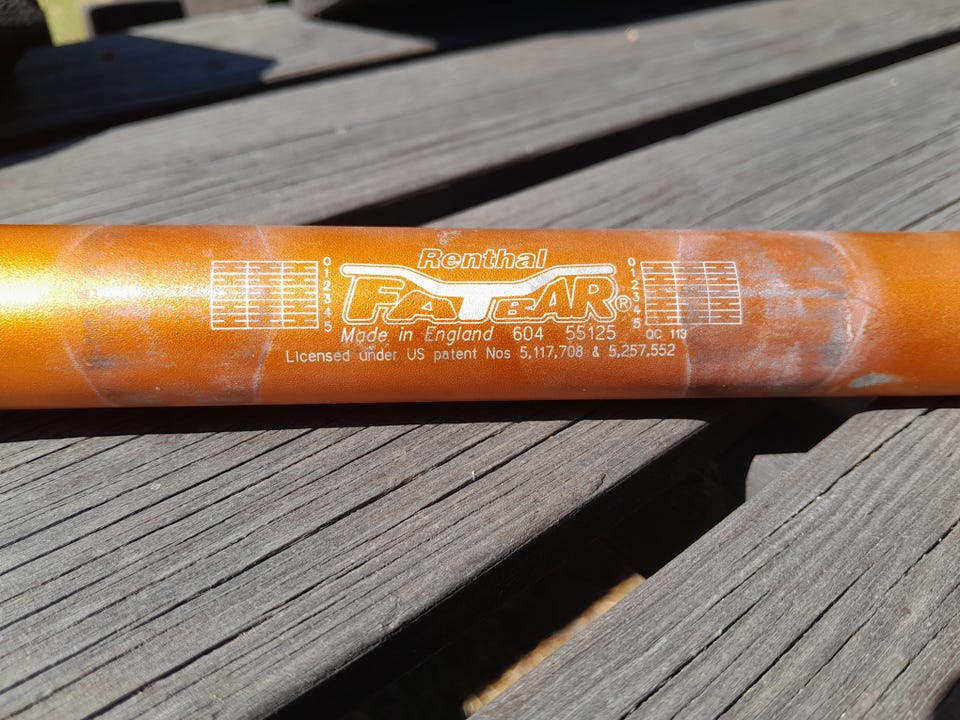 Renthal
FATBAR®
Made in England 604 55125
Licensed under US patent Nos 5,117,708 & 5,257,552
0
1
2
3
4
5
0
1
2
3
4
5
QC 113